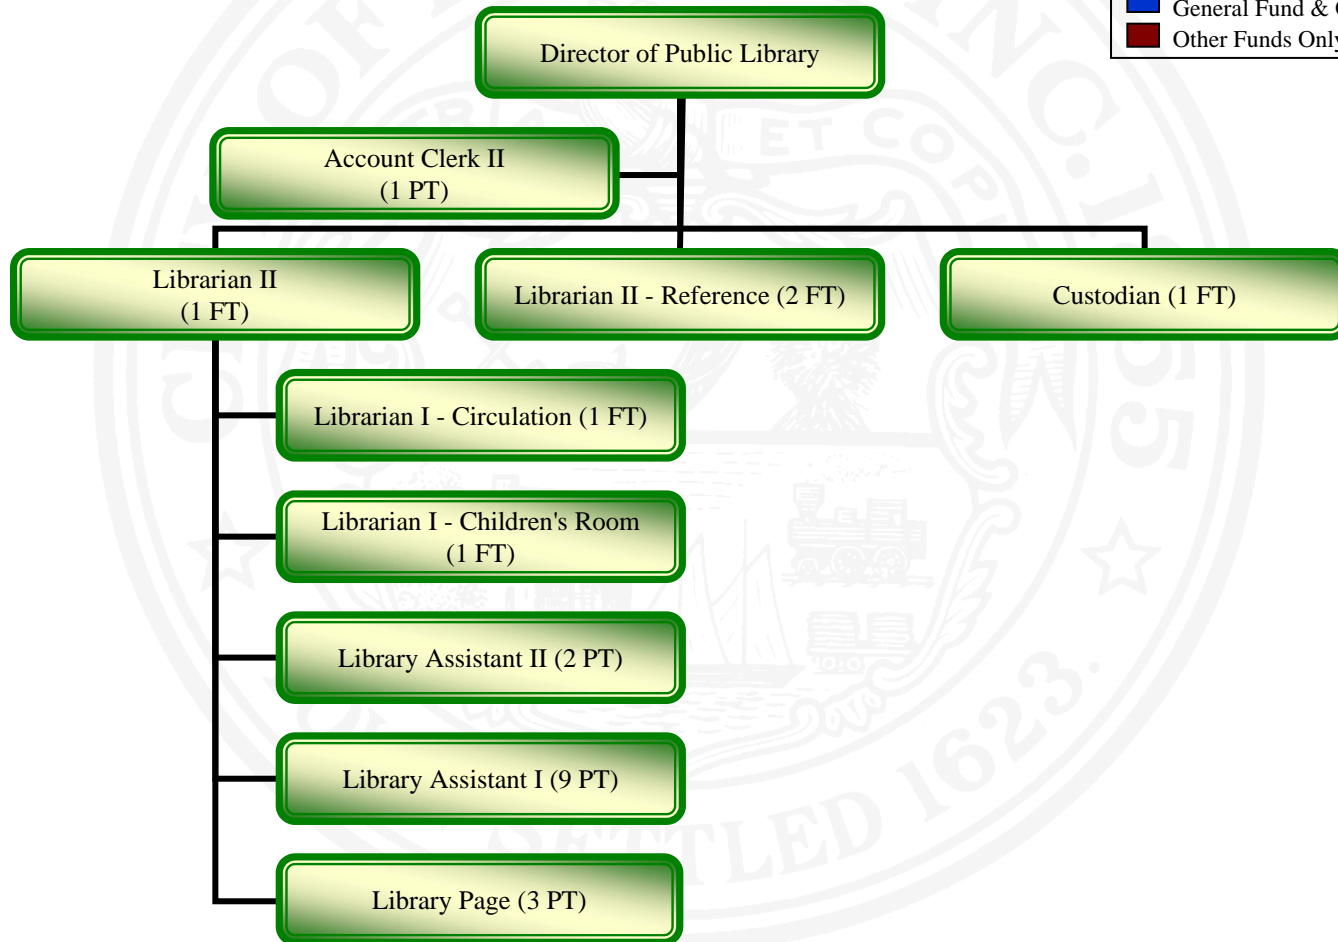 General Fund &
Other Funds Only
Director of Public Library
Account Clerk II
(1 PT)
Librarian II
(1 FT)
Librarian II - Reference (2 FT)
Custodian (1 FT)
Librarian I - Circulation (1 FT)
Librarian I - Children's Room
(1 FT)
Library Assistant II (2 PT)
Library Assistant I (9 PT)
Library Page (3 PT)
ET COP
SETTLED 1623.